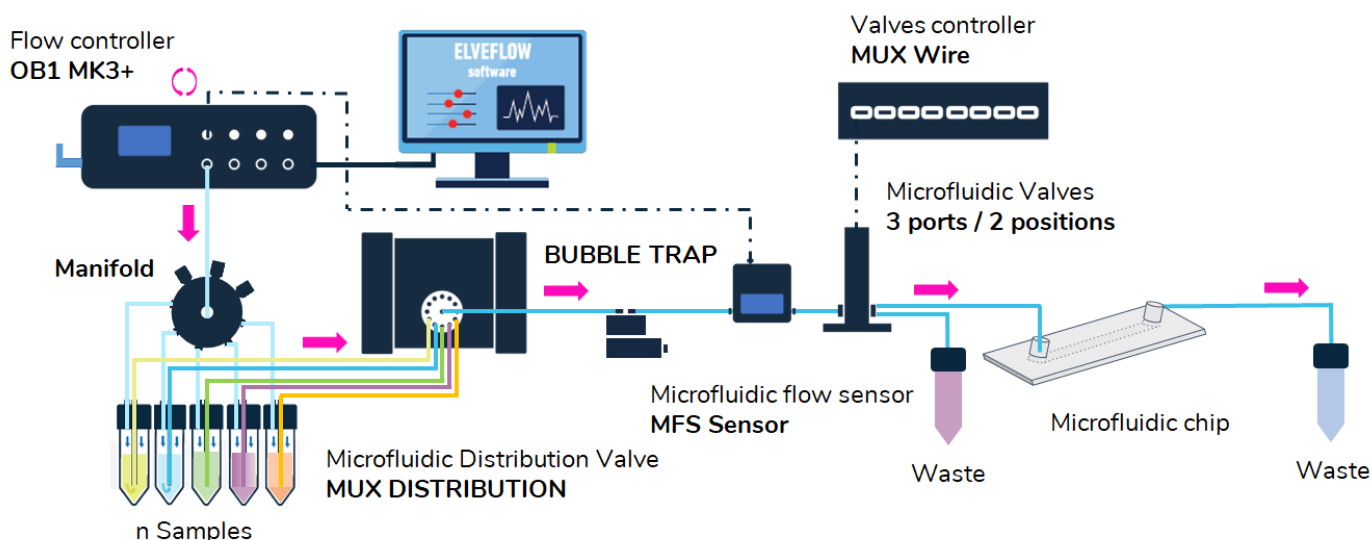 Flow controller
OB1 MK3+
ELVEFLOW
software
Valves controller
MUX Wire
Microfluidic Valves
3 ports / 2 positions
Manifold
BUBBLE TRAP
Microfluidic flow sensor
MFS Sensor
Microfluidic chip
Waste
Waste
Microfluidic Distribution Valve
MUX DISTRIBUTION
n Samples